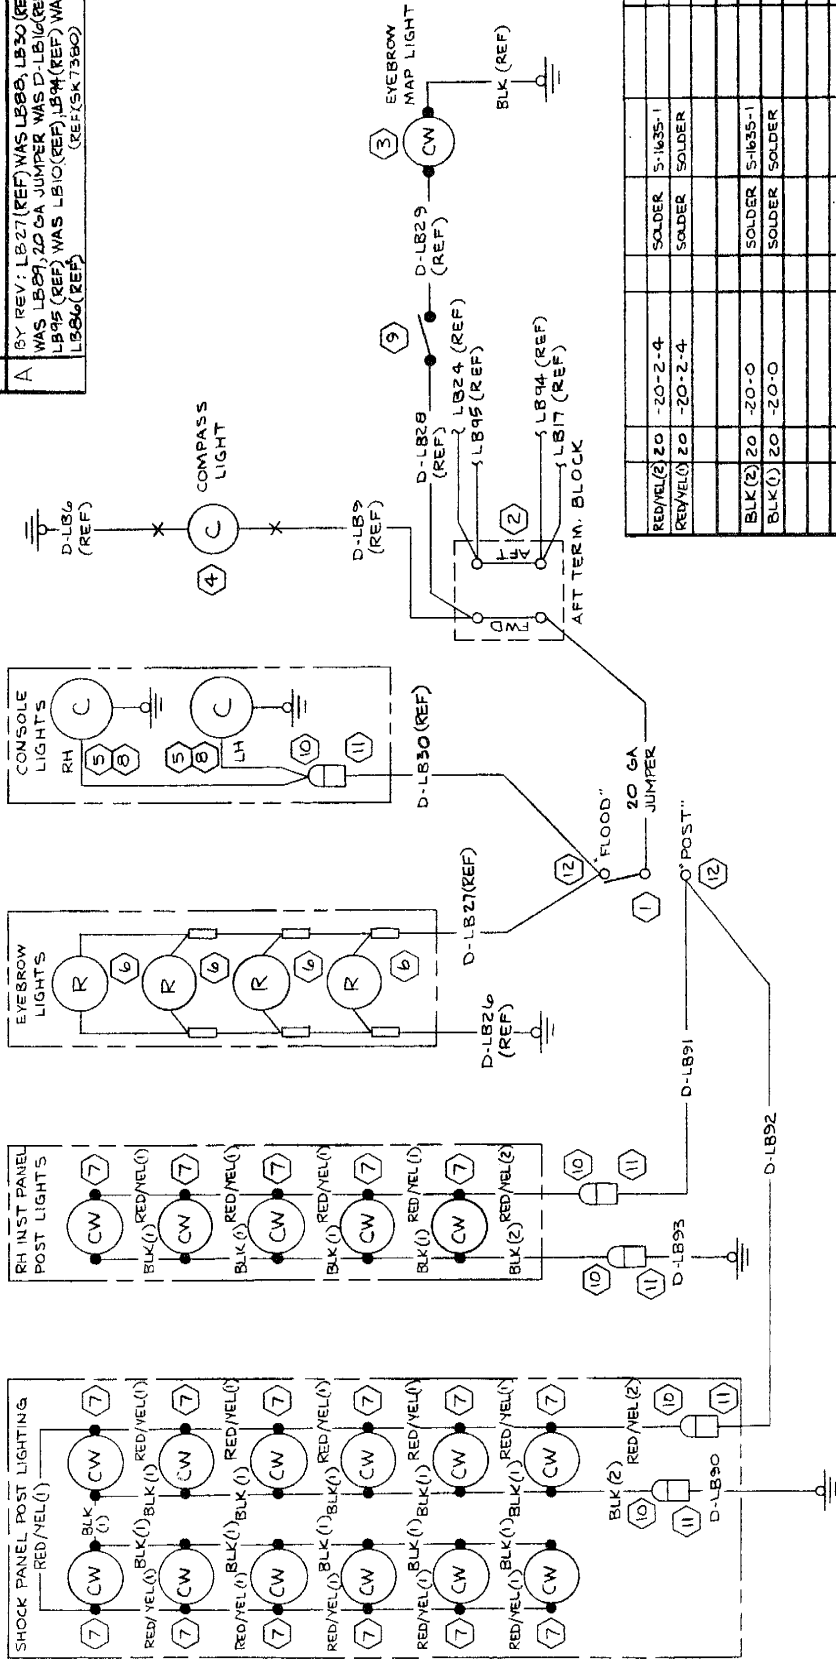 A BY REV: LB27(REF) WAS LB88, LB30 (RE
WAS LB89, 20 GA JUMPER WAS D-LB16(RE
LB95 (REF) WAS LB10(REF), LB94(REF) WA
LB86(REF) (REF)(SK7380)
SHOCK PANEL POST LIGHTING
RED/YEL(1)
BLK
(1)
7 CW CW 7
RED/YEL(1) BLK(1) BLK(1) RED/YEL(1)
7 CW CW 7
RED/YEL(1) BLK(1) BLK(1) RED/YEL(1)
7 CW CW 7
RED/YEL(1) BLK(1) BLK(1) RED/YEL(1)
7 CW CW 7
RED/YEL(1) BLK(1) BLK(1) RED/YEL(1)
7 CW CW 7
RED/YEL(1) BLK(1) BLK(1) RED/YEL(1)
7 CW CW 7
BLK(2) RED/YEL(2)
10 10
11 11
D-LB90
D-LB92
RH INST PANEL
POST LIGHTS
CW 7
BLK(1) RED/YEL(1)
CW 7
BLK(1) RED/YEL(1)
CW 7
BLK(1) RED/YEL(1)
CW 7
BLK(1) RED/YEL(1)
CW 7
BLK(2) RED/YEL(2)
10 10
11 11
D-LB93
D-LB91
EYEBROW
LIGHTS
R
6
R
6
R
6
R
6
D-LB26
(REF)
D-LB27(REF)
CONSOLE
LIGHTS
RH
C
5 8
5 8
LH
C
10
11
D-LB30(REF)
12
"FLOOD"
1
20 GA
JUMPER
"POST"
12
D-LB6
(REF)
4
C
COMPASS
LIGHT
D-LB9
(REF)
D-LB28
(REF)
FWD
AFT
2
AFT TERM. BLOCK
LB24 (REF)
LB95 (REF)
LB94 (REF)
LB17 (REF)
9
D-LB29
(REF)
3
CW
EYEBROW
MAP LIGHT
BLK (REF)
RED/YEL(2) 20 -20-2-4 SOLDER S-1635-1
RED/YEL(1) 20 -20-2-4 SOLDER SOLDER
BLK(2) 20 -20-0 SOLDER S-1635-1
BLK(1) 20 -20-0 SOLDER SOLDER